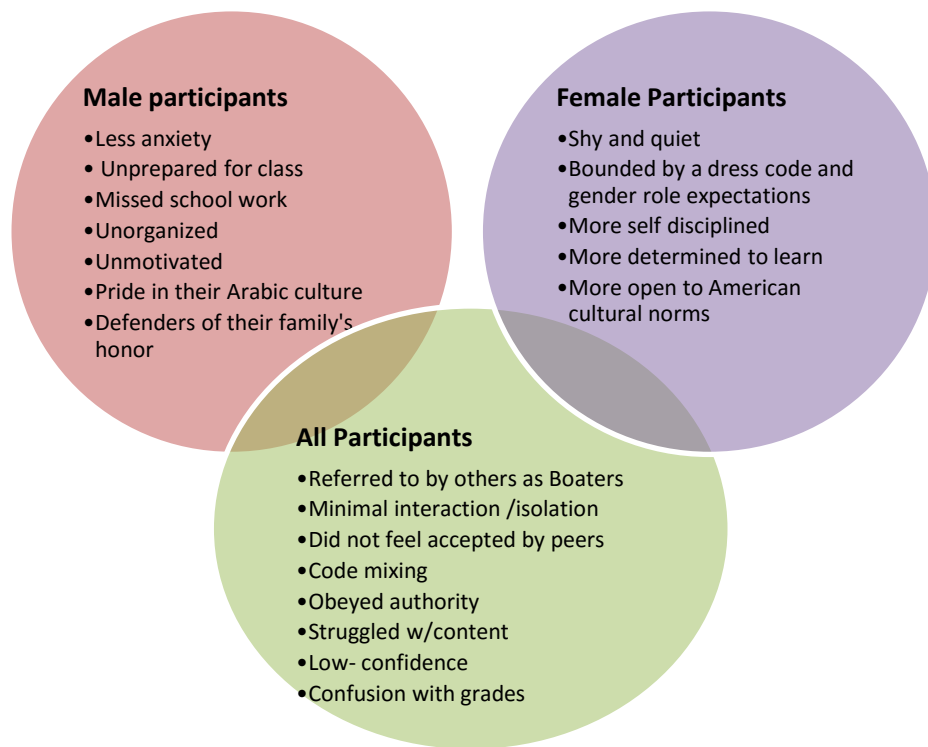 Male participants
•Less anxiety
• Unprepared for class
•Missed school work
•Unorganized
•Unmotivated
•Pride in their Arabic culture
•Defenders of their family's
honor
Female Participants
•Shy and quiet
•Bounded by a dress code and
gender role expectations
•More self disciplined
•More determined to learn
•More open to American
cultural norms
All Participants
•Referred to by others as Boaters
•Minimal interaction /isolation
•Did not feel accepted by peers
•Code mixing
•Obeyed authority
•Struggled w/content
•Low- confidence
•Confusion with grades